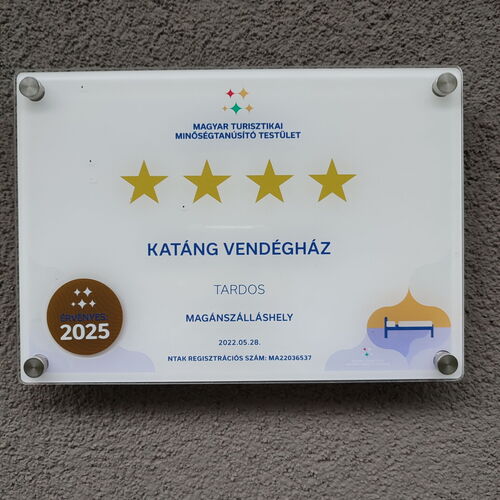 MAGYAR TURISZTIKAI
MINŐSÉGTANÚSÍTÓ TESTÜLET
KATÁNG VENDÉGHÁZ
TARDOS
MAGÁNSZÁLLÁSHELY
2022.05.28.
NTAK REGISZTRÁCIÓS SZÁM: MA22036537
ÉRVÉNYES:
2025